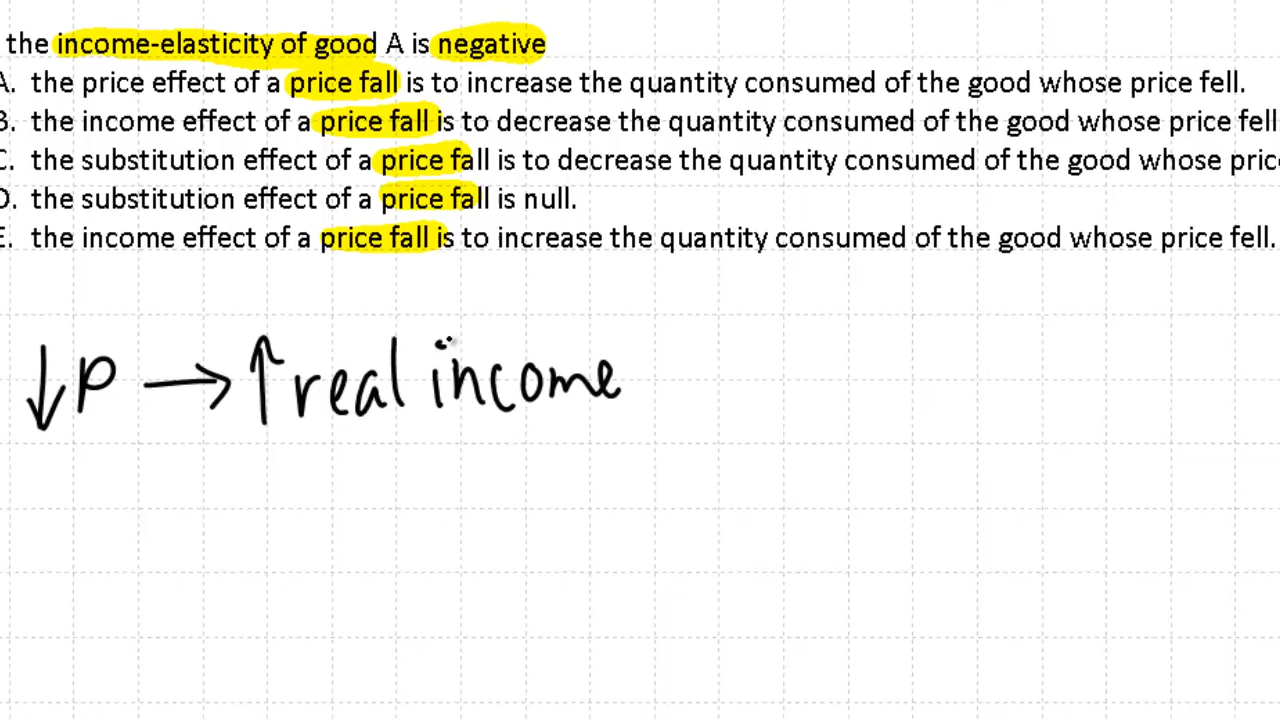 the income-elasticity of good A is negative
A. the price effect of a price fall is to increase the quantity consumed of the good whose price fell.
B. the income effect of a price fall is to decrease the quantity consumed of the good whose price fell
C. the substitution effect of a price fall is to decrease the quantity consumed of the good whose price
D. the substitution effect of a price fall is null.
E. the income effect of a price fall is to increase the quantity consumed of the good whose price fell.
↓P → ↑ real income